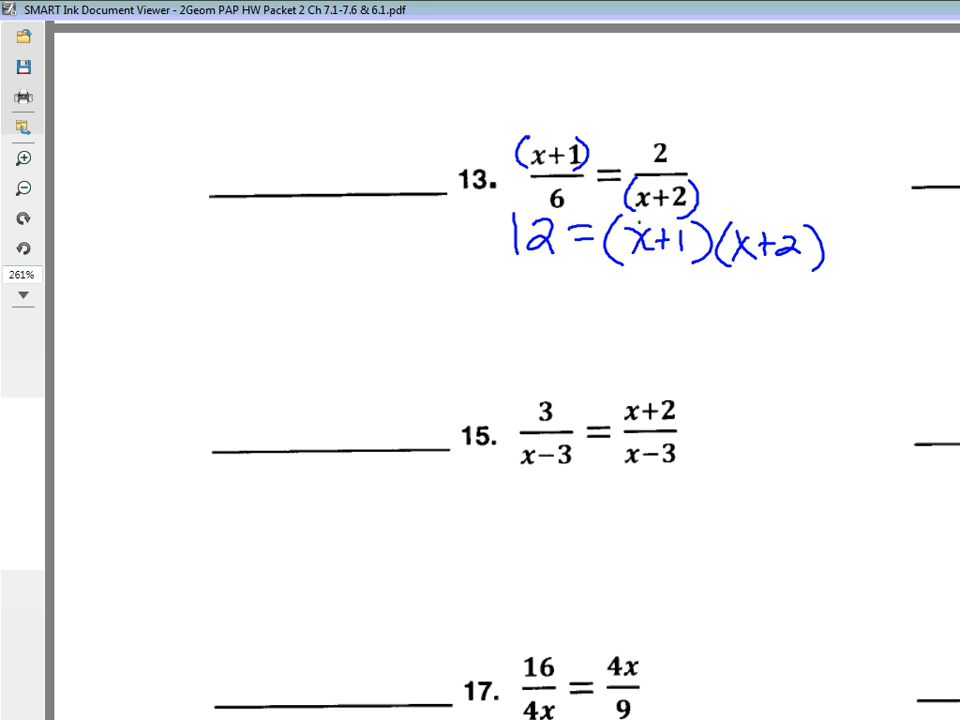 SMART Ink Document Viewer - 2Geom PAP HW Packet 2 Ch 7.1-7.6 & 6.1.pdf
13. (x+1)/6 = 2/(x+2)
12 = (x+1)(x+2)
261%
15. 3/x−3 = x+2/x−3
17. 16/4x = 4x/9